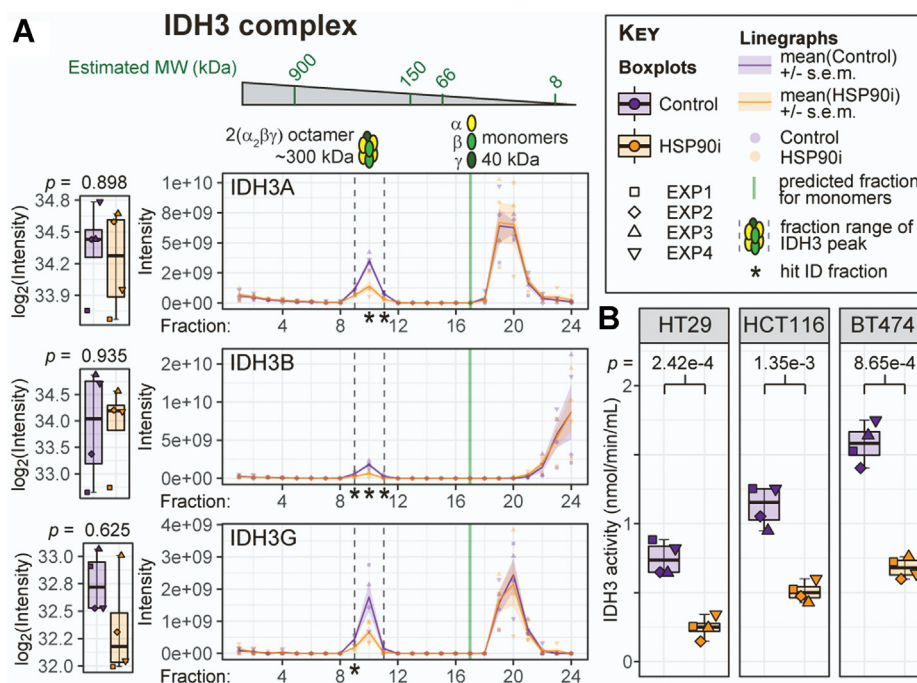 A
IDH3 complex
Estimated MW (kDa)
900
150
66
8
2(α2βγ) octamer
~300 kDa
α
β
γ
monomers
40 kDa
p = 0.898
log2(Intensity)
34.8
34.5
34.2
33.9
Intensity
1e+10
8e+09
5e+09
2e+09
0e+00
IDH3A
Fraction:
4
8
**
12
16
20
24
p = 0.935
log2(Intensity)
34.5
34.0
33.5
33.0
Intensity
2e+10
1e+10
5e+09
0e+00
IDH3B
Fraction:
4
8
***
12
16
20
24
p = 0.625
log2(Intensity)
33.0
32.8
32.5
32.2
32.0
Intensity
4e+09
3e+09
2e+09
1e+09
0e+00
IDH3G
Fraction:
4
8
*
12
16
20
24
KEY
Boxplots
Control
HSP90i
EXP1
EXP2
EXP3
EXP4
Linegraphs
mean(Control)
+/- s.e.m.
mean(HSP90i)
+/- s.e.m.
Control
HSP90i
predicted fraction
for monomers
fraction range of
IDH3 peak
* hit ID fraction
B
HT29
HCT116
BT474
p =
2.42e-4
1.35e-3
8.65e-4
IDH3 activity (nmol/min/mL)
2
1
0